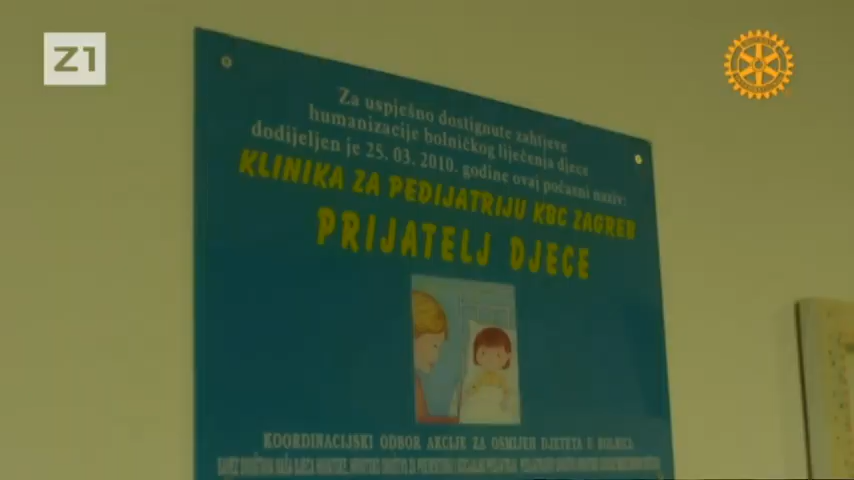 Z1
Za uspješno dostignute zahtjeve
humanizacije bolničkog liječenja djece
dodijeljen je 25. 03. 2010. godine ovaj počasni naziv:
KLINIKA ZA PEDIJATRIJU KBC ZAGREB
PRIJATELJ DJECE
KOORDINACIJSKI ODBOR AKCIJE ZA OSMIJEH DJETETA U BOLNICI